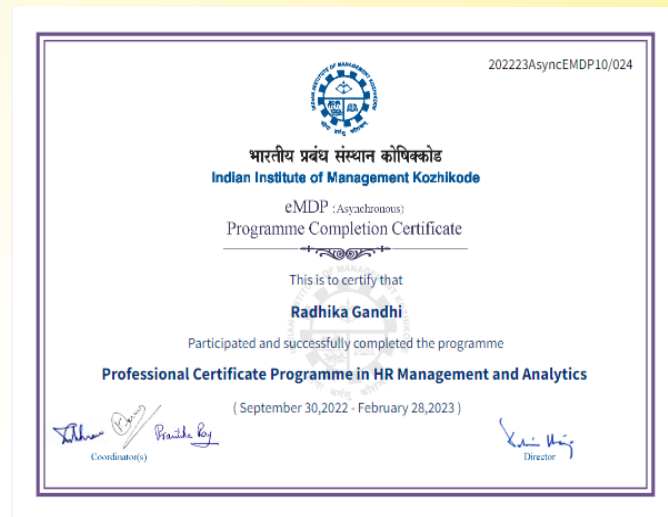 202223AsyncEMDP10/024
भारतीय प्रबंध संस्थान कोषिक्कोड
Indian Institute of Management Kozhikode
eMDP (Asynchronous)
Programme Completion Certificate
This is to certify that
Radhika Gandhi
Participated and successfully completed the programme
Professional Certificate Programme in HR Management and Analytics
( September 30,2022 - February 28,2023 )
Coordinator(s)
Director